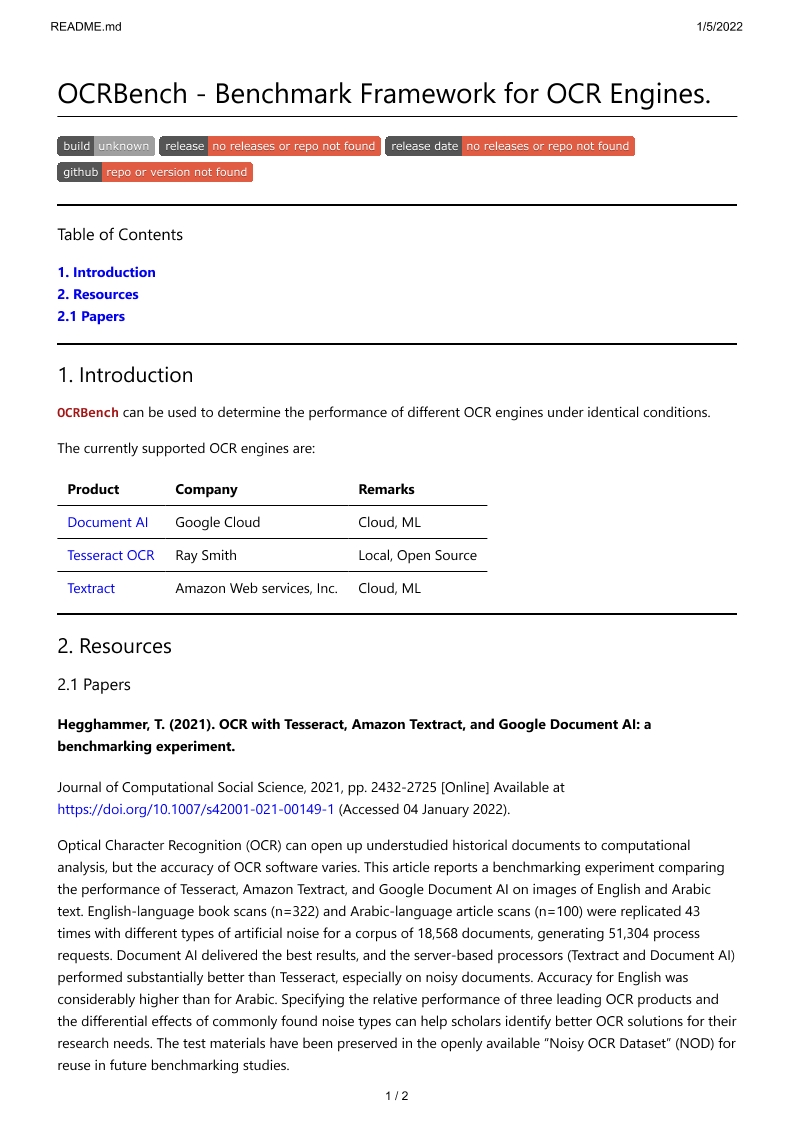 README.md 1/5/2022
OCRBench - Benchmark Framework for OCR Engines.
build unknown release no releases or repo not found release date no releases or repo not found
github repo or version not found
Table of Contents
1. Introduction
2. Resources
2.1 Papers
1. Introduction
OCRBench can be used to determine the performance of different OCR engines under identical conditions.
The currently supported OCR engines are:
Product Company Remarks
Document AI Google Cloud Cloud, ML
Tesseract OCR Ray Smith Local, Open Source
Textract Amazon Web services, Inc. Cloud, ML
2. Resources
2.1 Papers
Hegghammer, T. (2021). OCR with Tesseract, Amazon Textract, and Google Document AI: a
benchmarking experiment.
Journal of Computational Social Science, 2021, pp. 2432-2725 [Online] Available at
https://doi.org/10.1007/s42001-021-00149-1 (Accessed 04 January 2022).
Optical Character Recognition (OCR) can open up understudied historical documents to computational
analysis, but the accuracy of OCR software varies. This article reports a benchmarking experiment comparing
the performance of Tesseract, Amazon Textract, and Google Document AI on images of English and Arabic
text. English-language book scans (n=322) and Arabic-language article scans (n=100) were replicated 43
times with different types of artificial noise for a corpus of 18,568 documents, generating 51,304 process
requests. Document AI delivered the best results, and the server-based processors (Textract and Document AI)
performed substantially better than Tesseract, especially on noisy documents. Accuracy for English was
considerably higher than for Arabic. Specifying the relative performance of three leading OCR products and
the differential effects of commonly found noise types can help scholars identify better OCR solutions for their
research needs. The test materials have been preserved in the openly available “Noisy OCR Dataset” (NOD) for
reuse in future benchmarking studies.
1 / 2